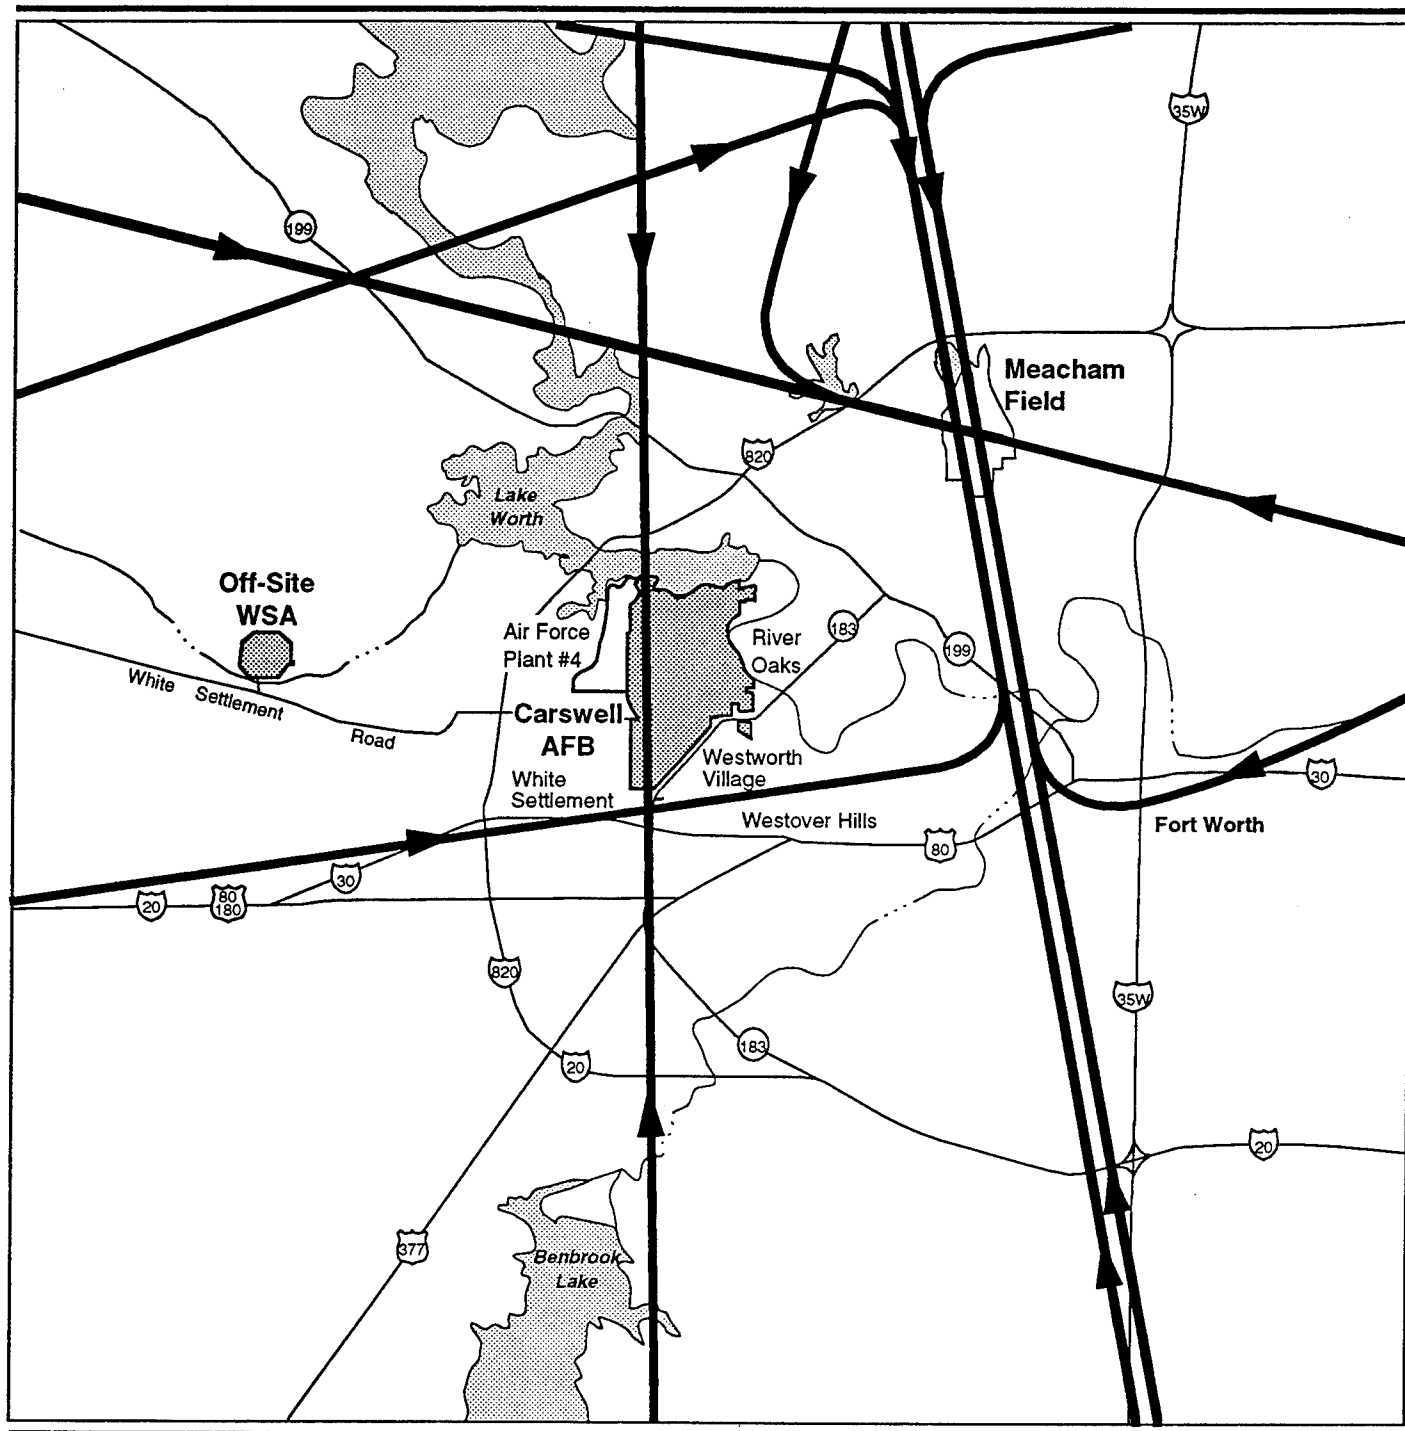 35W
199
Meacham
Field
820
Lake
Worth
Off-Site
WSA
Air Force
Plant #4
River
Oaks
183
199
White Settlement Road
Carswell
AFB
Westworth
Village
White
Settlement
30
Westover Hills
Fort Worth
80
30
20
80
180
820
35W
183
20
20
377
Benbrook
Lake